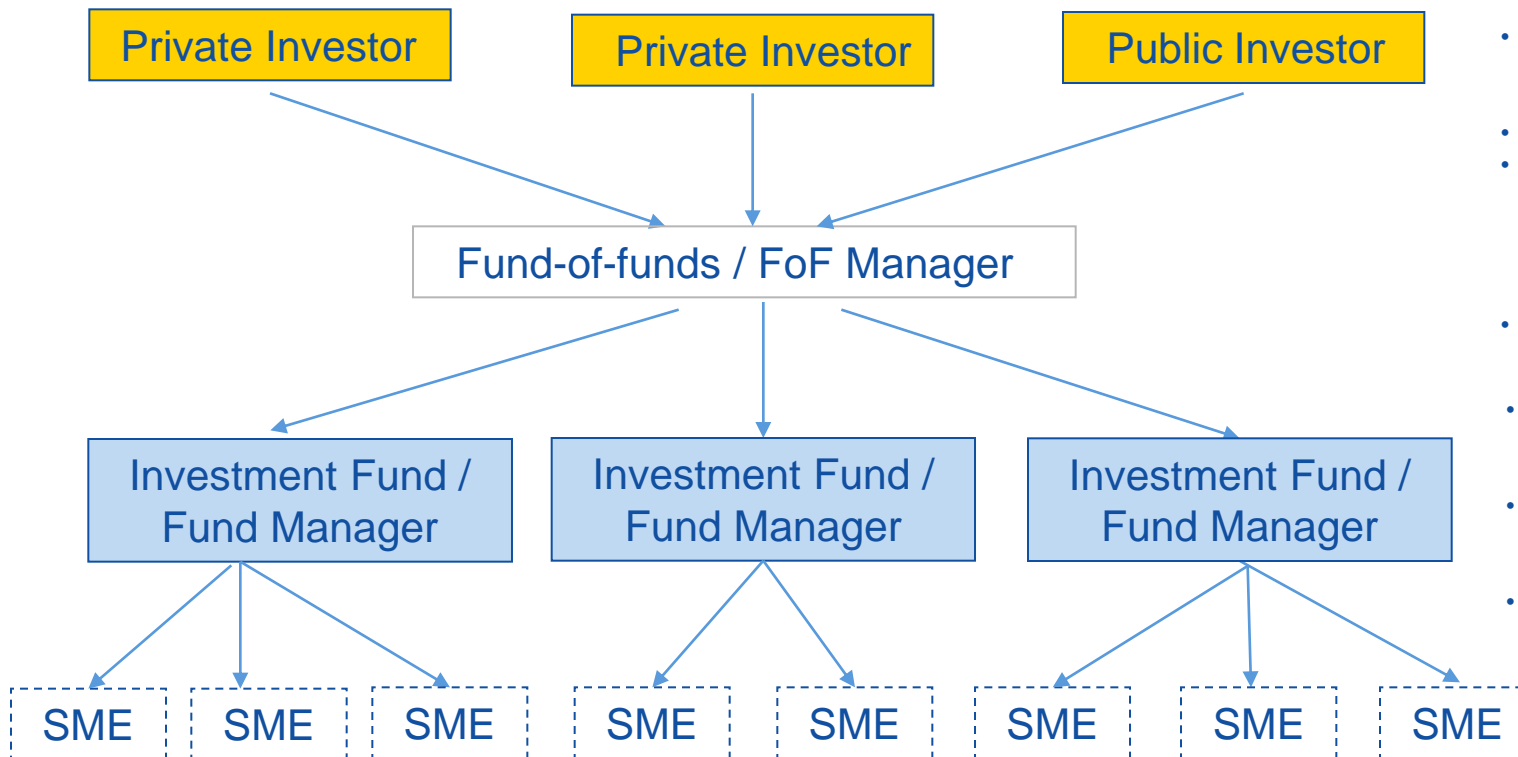 Private Investor
Private Investor
Public Investor
Fund-of-funds / FoF Manager
Investment Fund /
Fund Manager
Investment Fund /
Fund Manager
Investment Fund /
Fund Manager
SME
SME
SME
SME
SME
SME
SME
SME